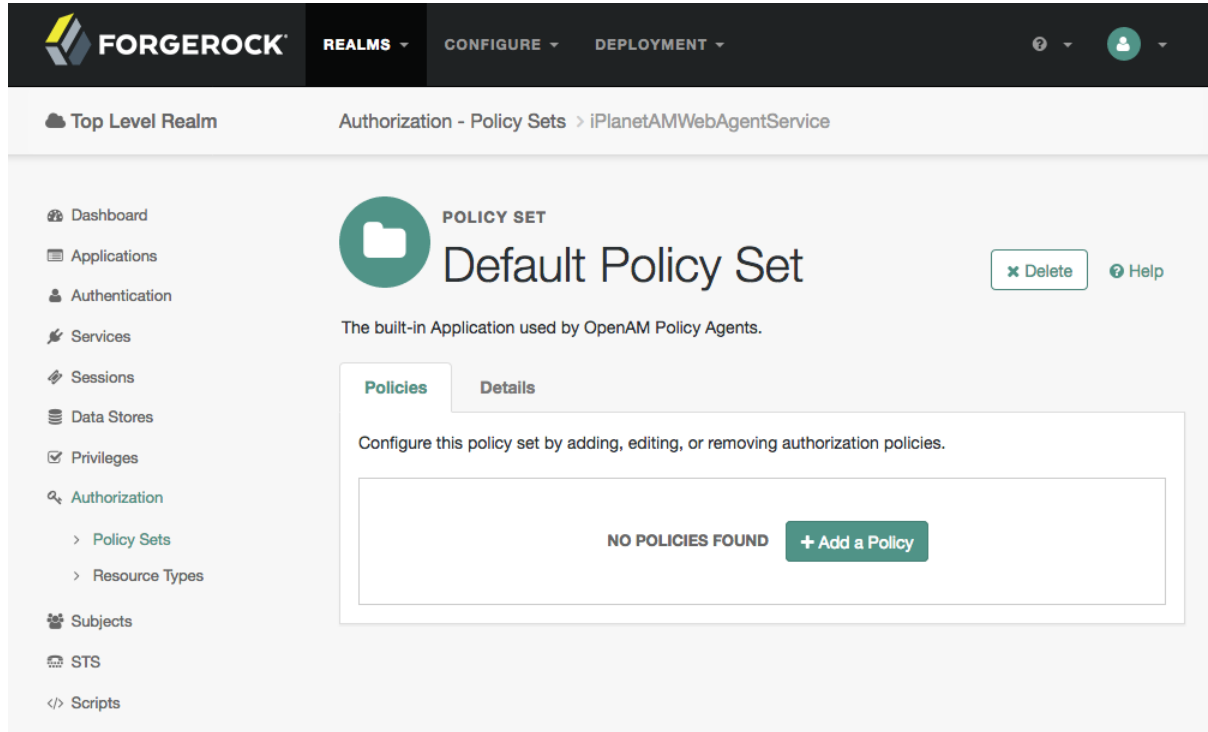 FORGEROCK REALMS CONFIGURE DEPLOYMENT
Top Level Realm Authorization - Policy Sets > iPlanetAMWebAgentService
Dashboard
Applications
Authentication
Services
Sessions
Data Stores
Privileges
Authorization
> Policy Sets
> Resource Types
Subjects
STS
Scripts
POLICY SET
Default Policy Set
Delete Help
The built-in Application used by OpenAM Policy Agents.
Policies Details
Configure this policy set by adding, editing, or removing authorization policies.
NO POLICIES FOUND + Add a Policy